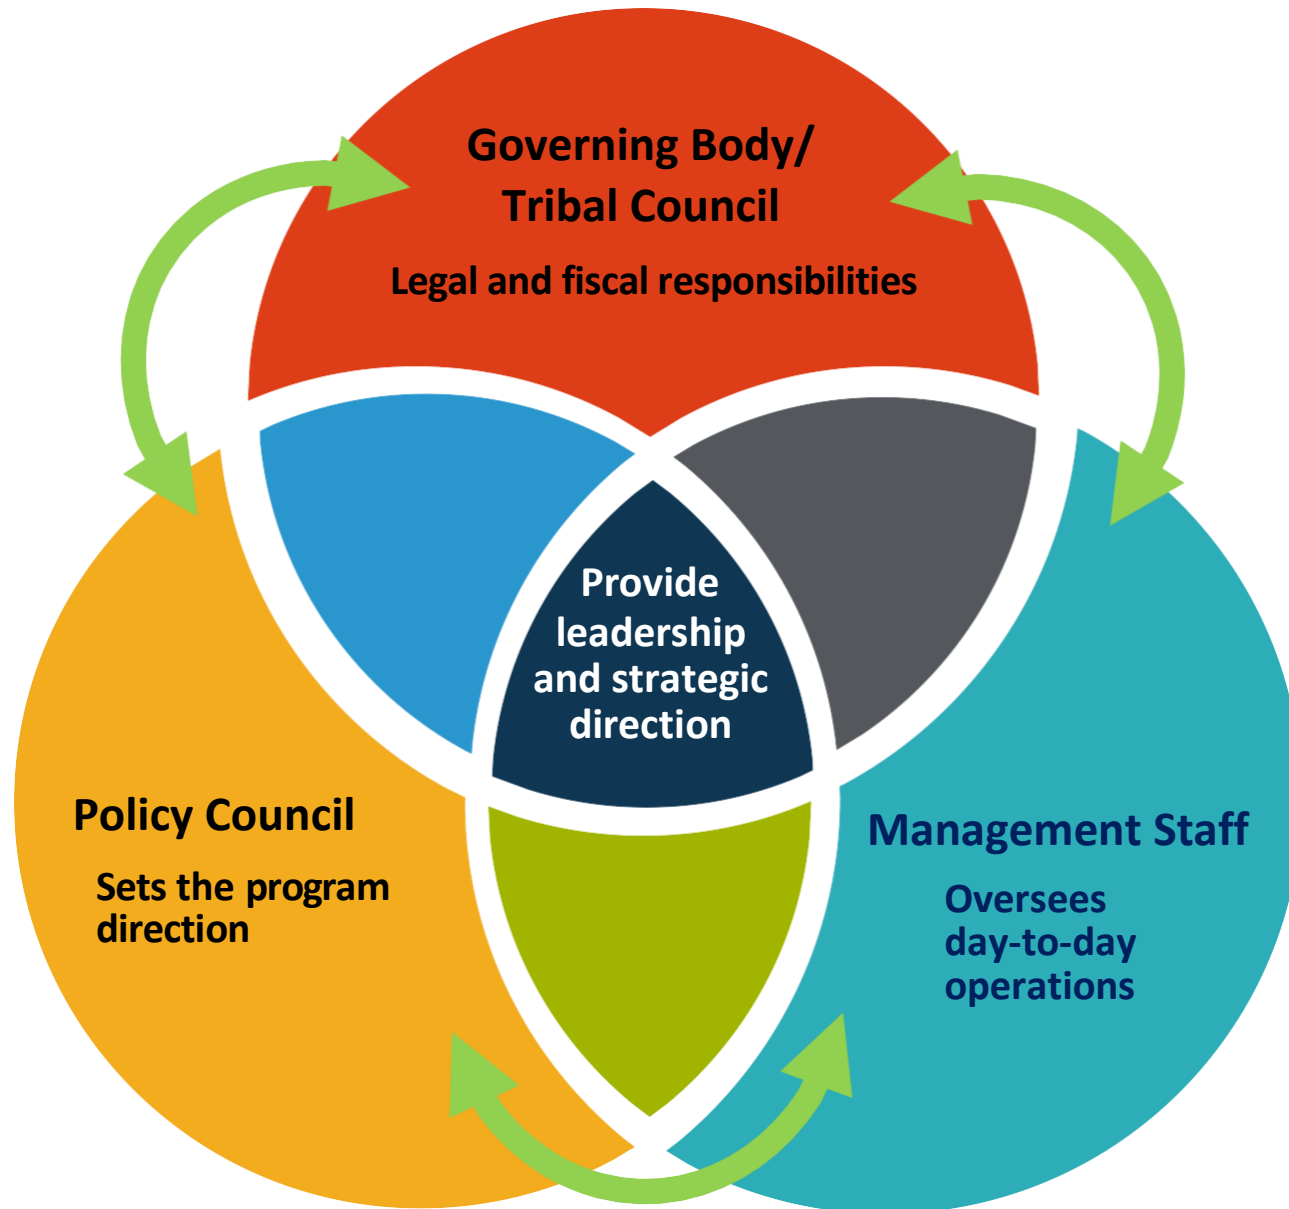 Governing Body/
Tribal Council
Legal and fiscal responsibilities
Provide
leadership
and strategic
direction
Policy Council
Sets the program
direction
Management Staff
Oversees
day-to-day
operations